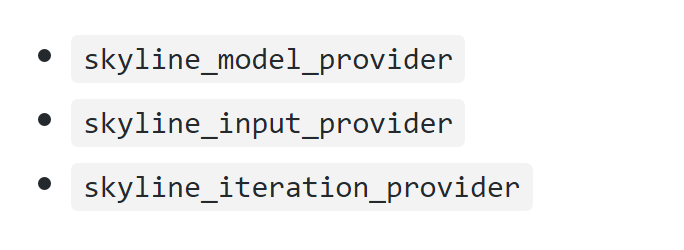 skyline_model_provider
skyline_input_provider
skyline_iteration_provider